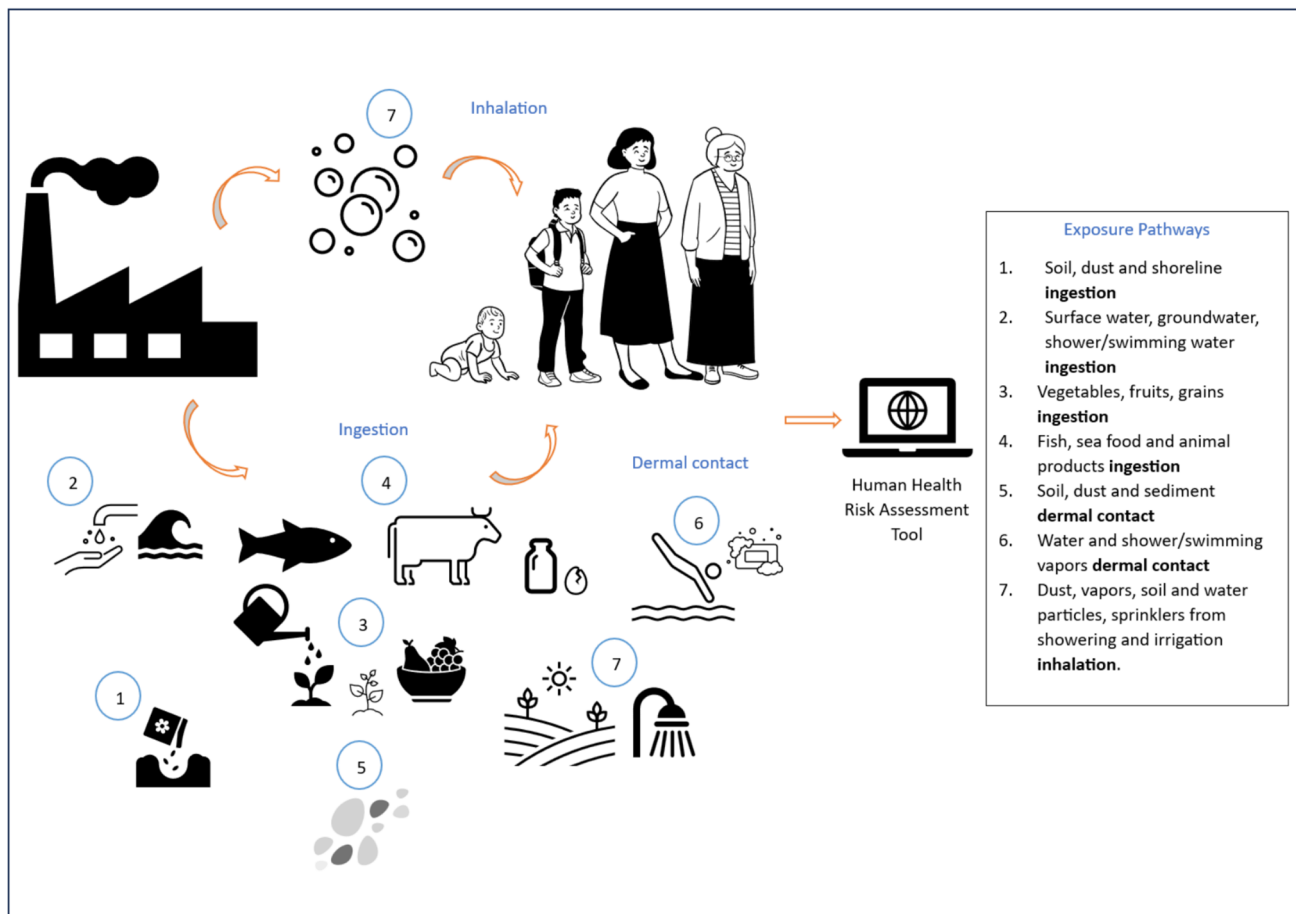 7
Inhalation
Ingestion
2
4
Dermal contact
6
3
7
1
5
Human Health
Risk Assessment
Tool
Exposure Pathways
1. Soil, dust and shoreline
ingestion
2. Surface water, groundwater,
shower/swimming water
ingestion
3. Vegetables, fruits, grains
ingestion
4. Fish, sea food and animal
products ingestion
5. Soil, dust and sediment
dermal contact
6. Water and shower/swimming
vapors dermal contact
7. Dust, vapors, soil and water
particles, sprinklers from
showering and irrigation
inhalation.